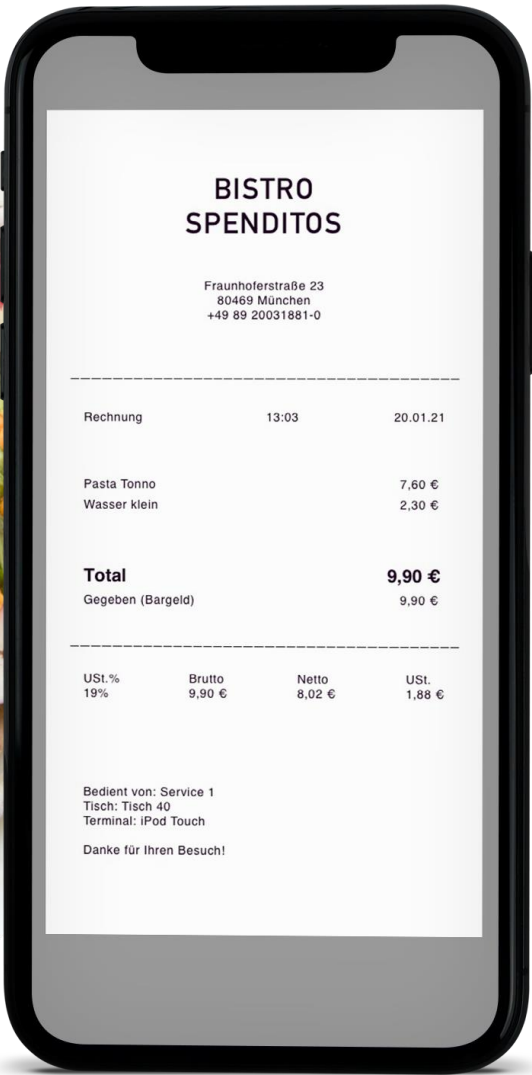 BISTRO
SPENDITOS
Fraunhoferstraße 23
80469 München
+49 89 20031881-0
Rechnung 13:03 20.01.21
Pasta Tonno 7,60 €
Wasser klein 2,30 €
Total 9,90 €
Gegeben (Bargeld) 9,90 €
USt.% Brutto Netto USt.
19% 9,90 € 8,02 € 1,88 €
Bedient von: Service 1
Tisch: Tisch 40
Terminal: iPod Touch
Danke für Ihren Besuch!